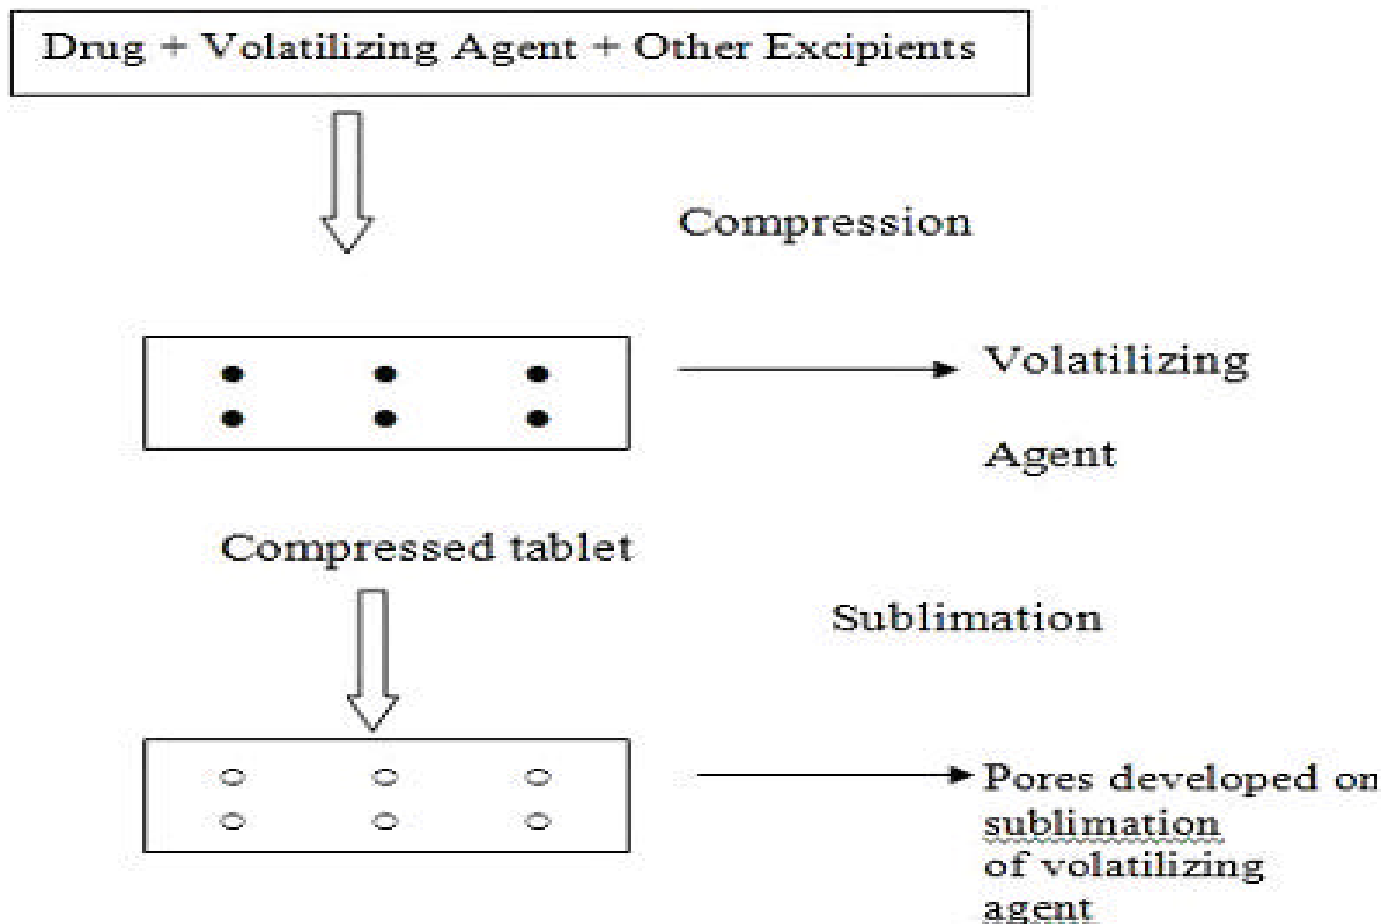 Drug + Volatilizing Agent + Other Excipients
Compression
Volatilizing
Agent
Compressed tablet
Sublimation
Pores developed on
sublimation
of volatilizing
agent